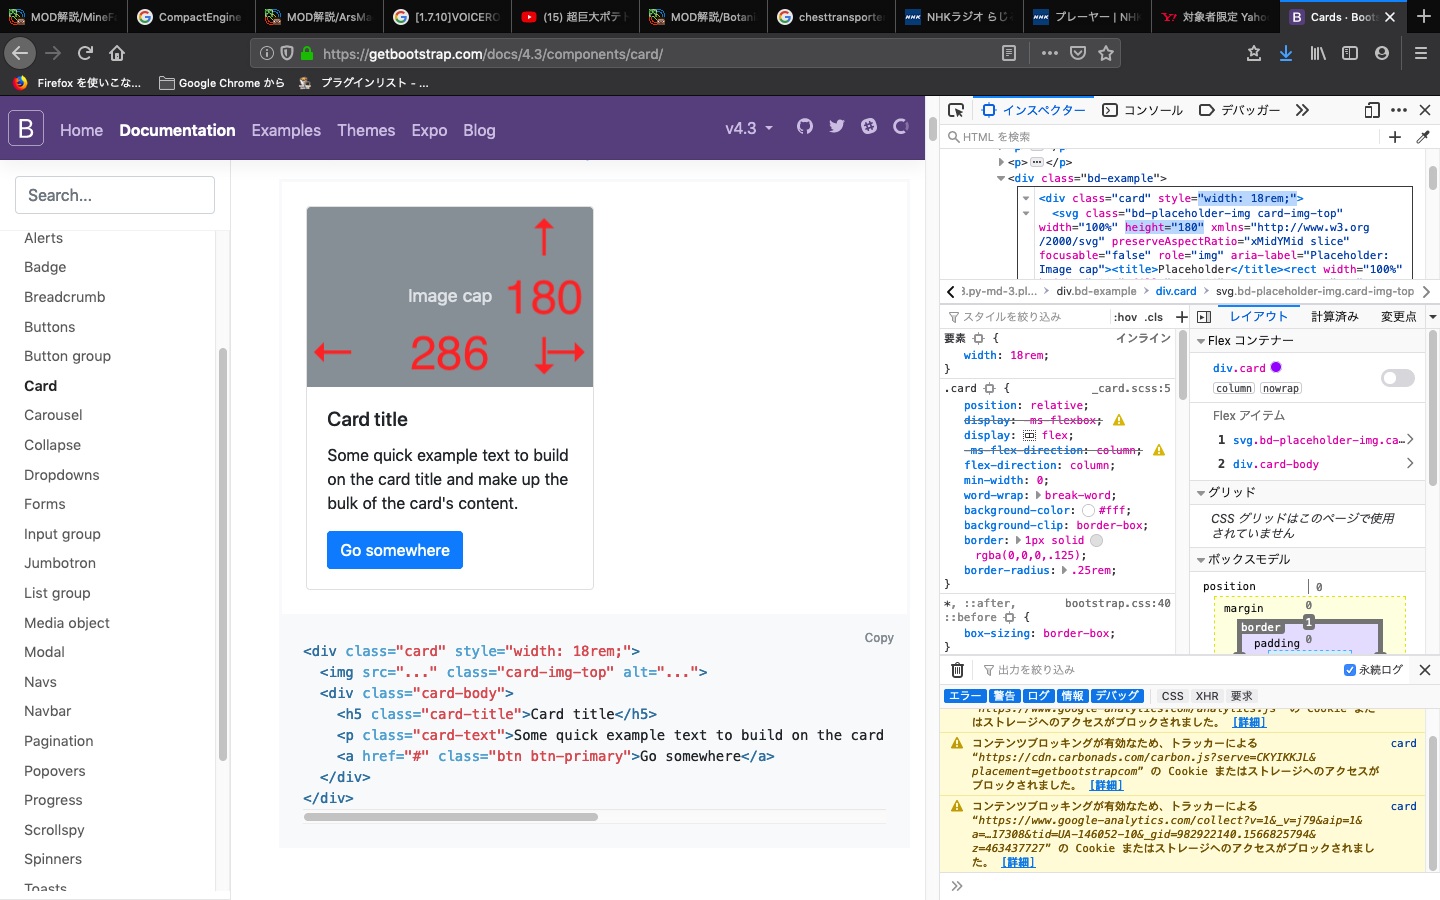 MOD解説/MineF
CompactEngine
MOD解説/ArsMa
[1.7.10]VOICERO
(15) 超巨大ポテト
MOD解説/Botani
chesttransporter
NHKラジオ らじる
プレーヤー | NHK
対象者限定 Yahoo
Cards · Boots
https://getbootstrap.com/docs/4.3/components/card/
Firefox を使いこな...
Google Chrome から
プラグインリスト - ...
B
Home
Documentation
Examples
Themes
Expo
Blog
v4.3
Search...
Alerts
Badge
Breadcrumb
Buttons
Button group
Card
Carousel
Collapse
Dropdowns
Forms
Input group
Jumbotron
List group
Media object
Modal
Navs
Navbar
Pagination
Popovers
Progress
Scrollspy
Spinners
Toasts
Image cap
180
286
Card title
Some quick example text to build
on the card title and make up the
bulk of the card's content.
Go somewhere
Copy
<div class="card" style="width: 18rem;">
<img src="..." class="card-img-top" alt="...">
<div class="card-body">
<h5 class="card-title">Card title</h5>
<p class="card-text">Some quick example text to build on the card
<a href="#" class="btn btn-primary">Go somewhere</a>
</div>
</div>
インスペクター
コンソール
デバッガー
HTML を検索
<p> </p>
<div class="bd-example">
<div class="card" style="width: 18rem;">
<svg class="bd-placeholder-img card-img-top"
width="100%" height="180" xmlns="http://www.w3.org
/2000/svg" preserveAspectRatio="xMidYMid slice"
focusable="false" role="img" aria-label="Placeholder:
Image cap"><title>Placeholder</title><rect width="100%"
3.py-md-3.pl...
div.bd-example
div.card
svg.bd-placeholder-img.card-img-top
スタイルを絞り込み
:hov .cls
要素 {
インライン
width: 18rem;
}
.card {
_card.scss:5
position: relative;
display: -ms-flexbox;
display: flex;
-ms-flex-direction: column;
flex-direction: column;
min-width: 0;
word-wrap: break-word;
background-color: #fff;
background-clip: border-box;
border: 1px solid
rgba(0,0,0,.125);
border-radius: .25rem;
}
*, ::after,
bootstrap.css:40
::before {
box-sizing: border-box;
}
レイアウト
計算済み
変更点
Flex コンテナー
div.card
column
nowrap
Flex アイテム
1 svg.bd-placeholder-img.ca...
2 div.card-body
グリッド
CSS グリッドはこのページで使用
されていません
ボックスモデル
position
0
margin
0
border
1
padding
0
出力を絞り込み
永続ログ
エラー
警告
ログ
情報
デバッグ
CSS
XHR
要求
"https://www.google-analytics.com/analytics.js" の Cookie また
はストレージへのアクセスがブロックされました。 [詳細]
コンテンツブロッキングが有効なため、トラッカーによる
card
“https://cdn.carbonads.com/carbon.js?serve=CKYIKKJL&
placement=getbootstrapcom” の Cookie またはストレージへのアクセスが
ブロックされました。 [詳細]
コンテンツブロッキングが有効なため、トラッカーによる
card
“https://www.google-analytics.com/collect?v=1&_v=j79&aip=1&
a=…17308&tid=UA-146052-10&_gid=982922140.1566825794&
z=463437727” の Cookie またはストレージへのアクセスがブロックされまし
た。 [詳細]